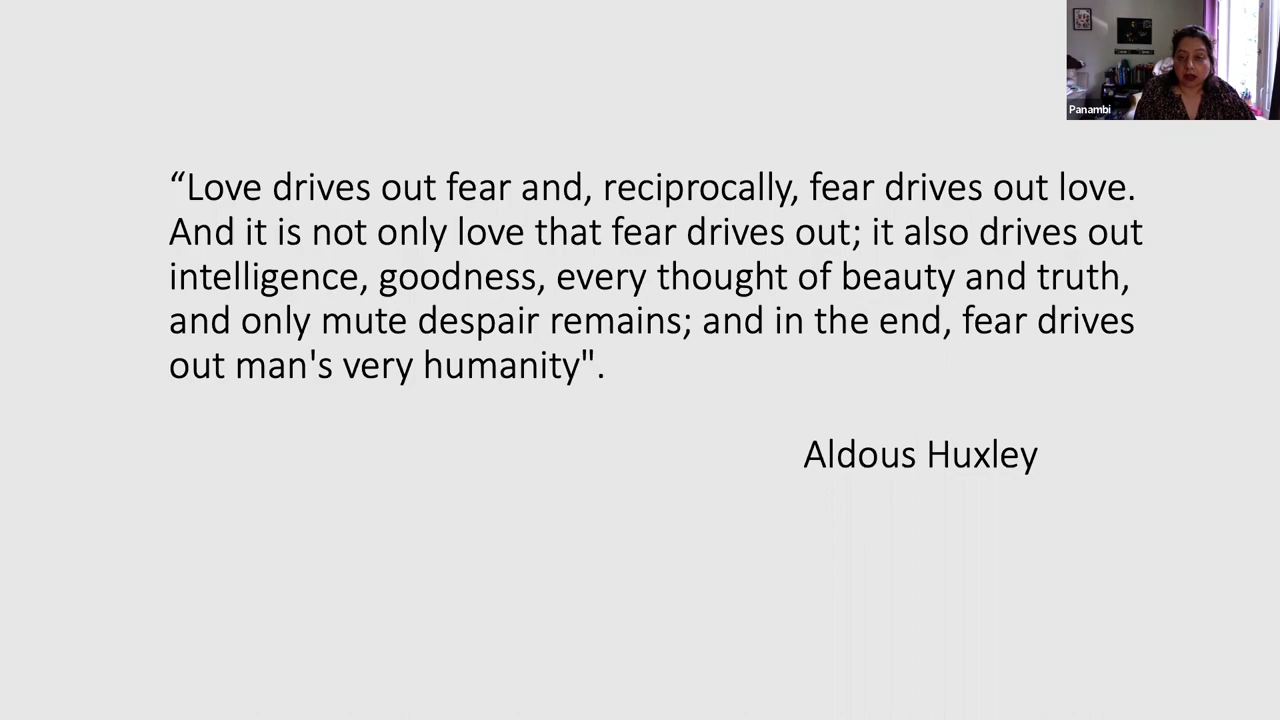 Panambi
“Love drives out fear and, reciprocally, fear drives out love.
And it is not only love that fear drives out; it also drives out
intelligence, goodness, every thought of beauty and truth,
and only mute despair remains; and in the end, fear drives
out man's very humanity".
Aldous Huxley